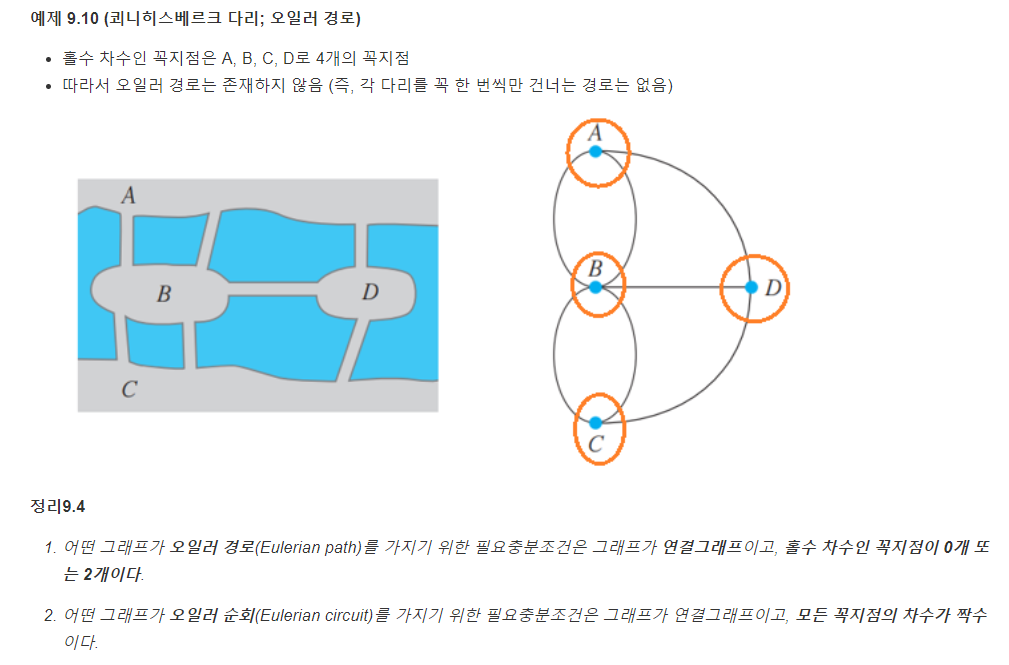 예제 9.10 (쾨니히스베르크 다리; 오일러 경로)
• 홀수 차수인 꼭지점은 A, B, C, D로 4개의 꼭지점
• 따라서 오일러 경로는 존재하지 않음 (즉, 각 다리를 꼭 한 번씩만 건너는 경로는 없음)
A
B
D
C
A
B
D
C
정리9.4
1. 어떤 그래프가 오일러 경로(Eulerian path)를 가지기 위한 필요충분조건은 그래프가 연결그래프이고, 홀수 차수인 꼭지점이 0개 또
는 2개이다.
2. 어떤 그래프가 오일러 순회(Eulerian circuit)를 가지기 위한 필요충분조건은 그래프가 연결그래프이고, 모든 꼭지점의 차수가 짝수
이다.